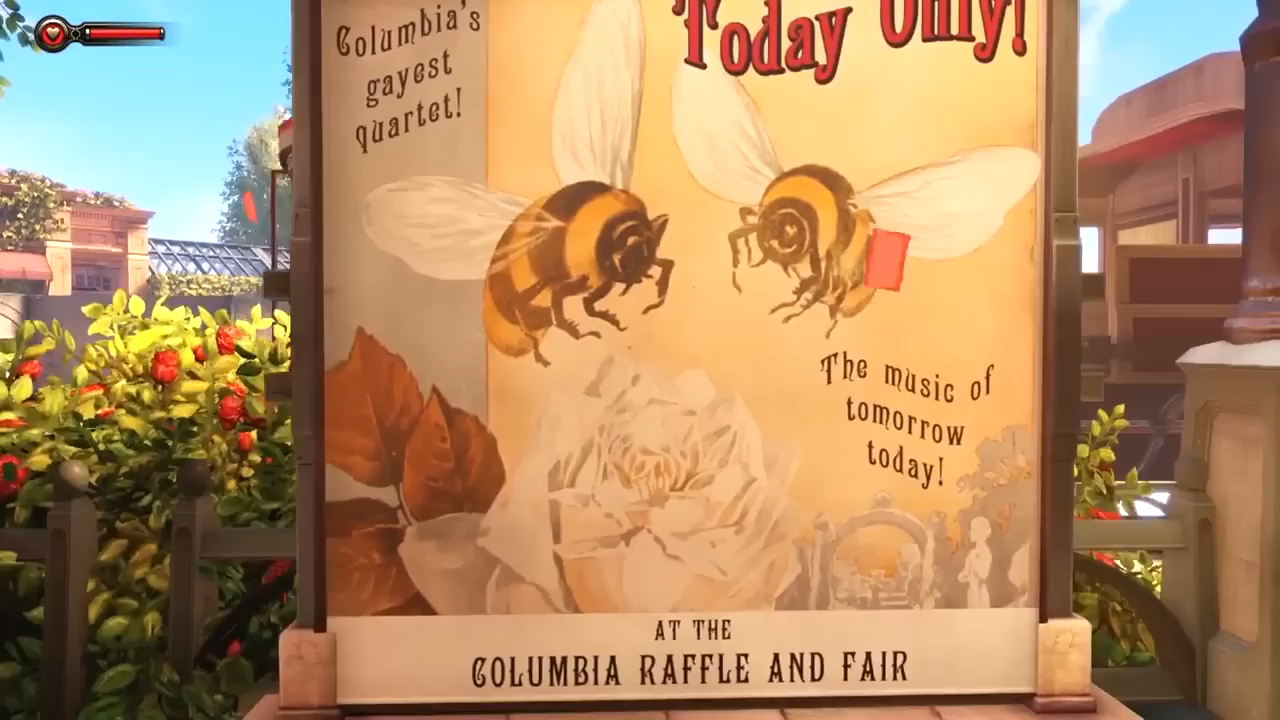 Columbia's
gayest
quartet!
Today Only!
The music of
tomorrow
today!
AT THE
COLUMBIA RAFFLE AND FAIR